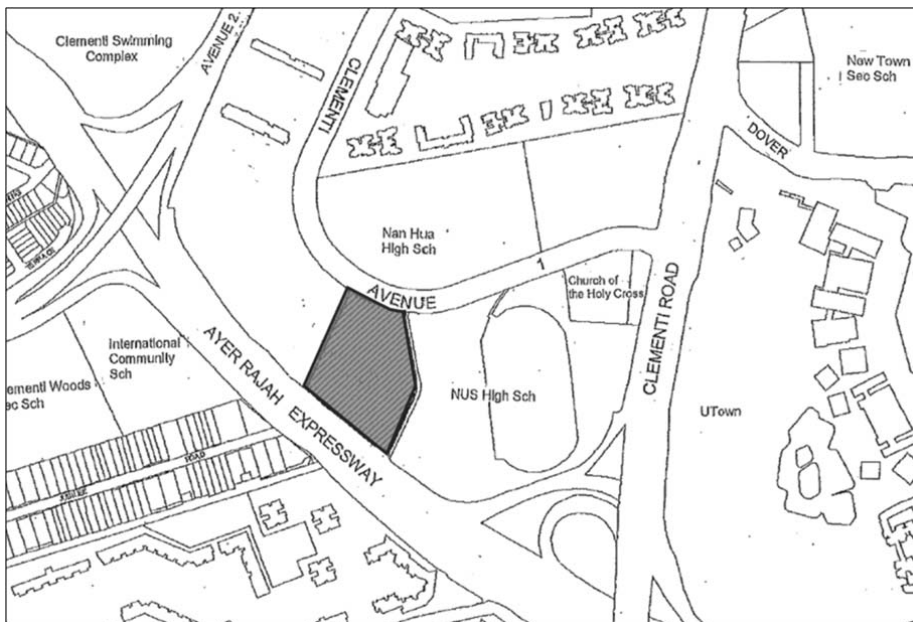 Clementi Swimming
Complex
AVENUE 2
CLEMENTI
New Town
Sec Sch
DOVER
Nan Hua
High Sch
AVENUE
1
Church of
the Holy Cross
CLEMENTI ROAD
International
Community
Sch
AYER RAJAH EXPRESSWAY
lementi Woods
ec Sch
NUS High Sch
UTown
ROAD